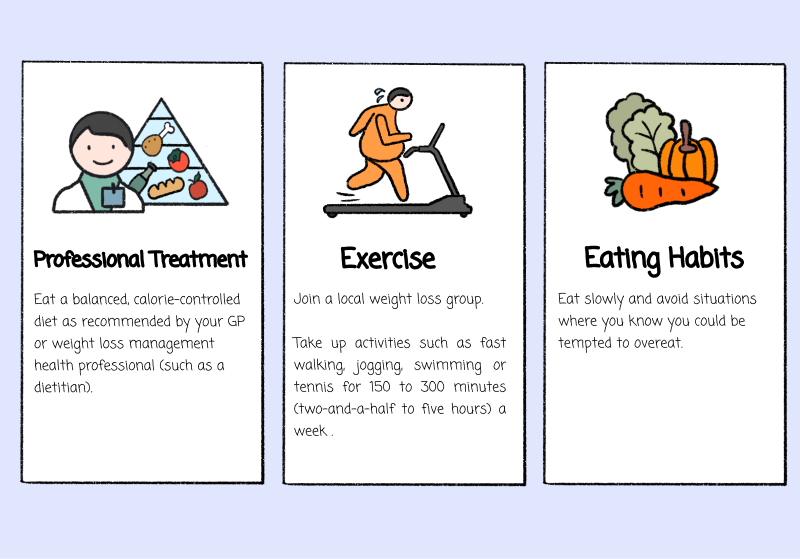 Professional Treatment
Eat a balanced, calorie-controlled
diet as recommended by your GP
or weight loss management
health professional (such as a
dietitian).
Exercise
Join a local weight loss group.
Take up activities such as fast
walking, jogging, swimming or
tennis for 150 to 300 minutes
(two-and-a-half to five hours) a
week .
Eating Habits
Eat slowly and avoid situations
where you know you could be
tempted to overeat.